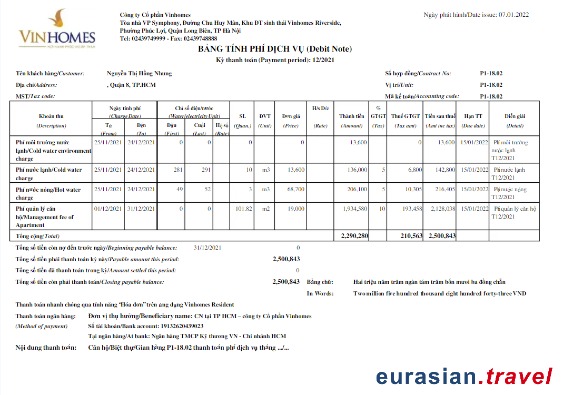 VINHOMES
Công ty Cổ phần Vinhomes
Tòa nhà VP Symphony, Đường Chu Huy Mân, Khu ĐT sinh thái Vinhomes Riverside,
Phường Phúc Lợi, Quận Long Biên, TP Hà Nội
Tel: 02439749999 - Fax: 02439748888
Ngày phát hành/Date issue: 07.01.2022
BẢNG TÍNH PHÍ DỊCH VỤ (Debit Note)
Kỳ thanh toán (Payment period): 12/2021
Tên khách hàng/Customer: Nguyễn Thị Hồng Nhung Số hợp đồng/Contract No: P1-18.02
Địa chỉ/Address: , Quận 8, TP.HCM Mã căn/Unit: P1-18.02
MST/Tax code: Mã kế toán/Accounting code: P1-18.02
Khoản thu (Description) Ngày tính phí (Charge Date) Từ (From) Đến (To) Chỉ số điện/nước (Water/electricity Usage) Đầu (First) Cuối (Last) Hệ số (Rate) SL (Quan.) ĐVT (Unit) Đơn giá (Price) (Rate) Thành tiền (Amount) % GTGT (Tax) Thuế GTGT (Tax amt) Tiền sau thuế (Amt inc tax) Hạn TT (Due date) Diễn giải (Detail)
Phí môi trường nước lạnh/Cold water environment charge 25/11/2021 24/12/2021 0 0 0 13,600 0 13,600 15/01/2022 Phí môi trường nước lạnh T12/2021
Phí nước lạnh/Cold water charge 25/11/2021 24/12/2021 281 291 10 m3 13,600 136,000 5 6,800 142,800 15/01/2022 Phí nước lạnh T12/2021
Phí nước nóng/Hot water charge 25/11/2021 24/12/2021 49 52 3 m3 68,700 206,100 5 10,305 216,405 15/01/2022 Phí nước nóng T12/2021
Phí quản lý căn hộ/Management fee of Apartment 01/12/2021 31/12/2021 0 0 101.82 m2 19,000 1,934,580 10 193,458 2,128,038 15/01/2022 Phí quản lý căn hộ T12/2021
Tổng cộng/Total) 2,290,280 210,563 2,500,843
Tổng số tiền còn nợ đến trước ngày/Beginning payable balance: 31/12/2021 0
Tổng số tiền phải thanh toán kỳ này/Payable this period: 2,500,843
Tổng số tiền đã thanh toán trong kỳ/Amount settled this period: 0
Tổng số tiền còn phải thanh toán/Closing payable balance: 2,500,843 Bằng chữ: Hai triệu năm trăm ngàn tám trăm bốn mươi ba đồng chẵn
In Words: Two million five hundred thousand eight hundred forty-three VND
Thanh toán nhanh chóng qua tính năng "Hóa đơn" trên ứng dụng Vinhomes Resident
Thanh toán ngân hàng: Đơn vị thụ hưởng/Beneficiary name: CN tại TP HCM – công ty Cổ phần Vinhomes
(Method of payment) Số tài khoản/Bank account: 19132620439023
Tại ngân hàng/At bank: Ngân hàng TMCP Kỹ thương VN - Chi nhánh HCM
Nội dung thanh toán: Căn hộ/Biệt thự/Gian hàng P1-18.02 thanh toán phí dịch vụ tháng .../...
eurasian.travel